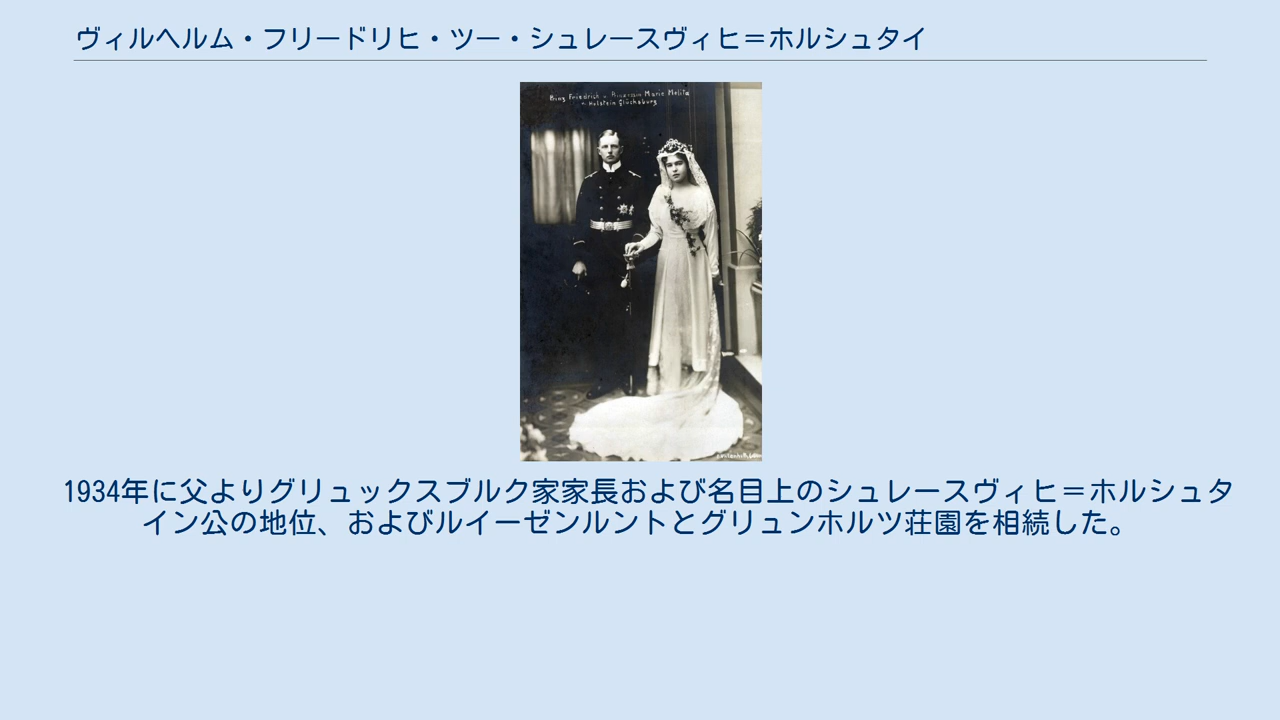 ヴィルヘルム・フリードリヒ・ツー・シュレースヴィヒ＝ホルシュタイ
Prinz Friedrich u. Prinzessin Marie Melita
v. Holstein Glücksburg
1934年に父よりグリュックスブルク家家長および名目上のシュレースヴィヒ＝ホルシュタ
イン公の地位、およびルイーゼンルントとグリュンホルツ荘園を相続した。